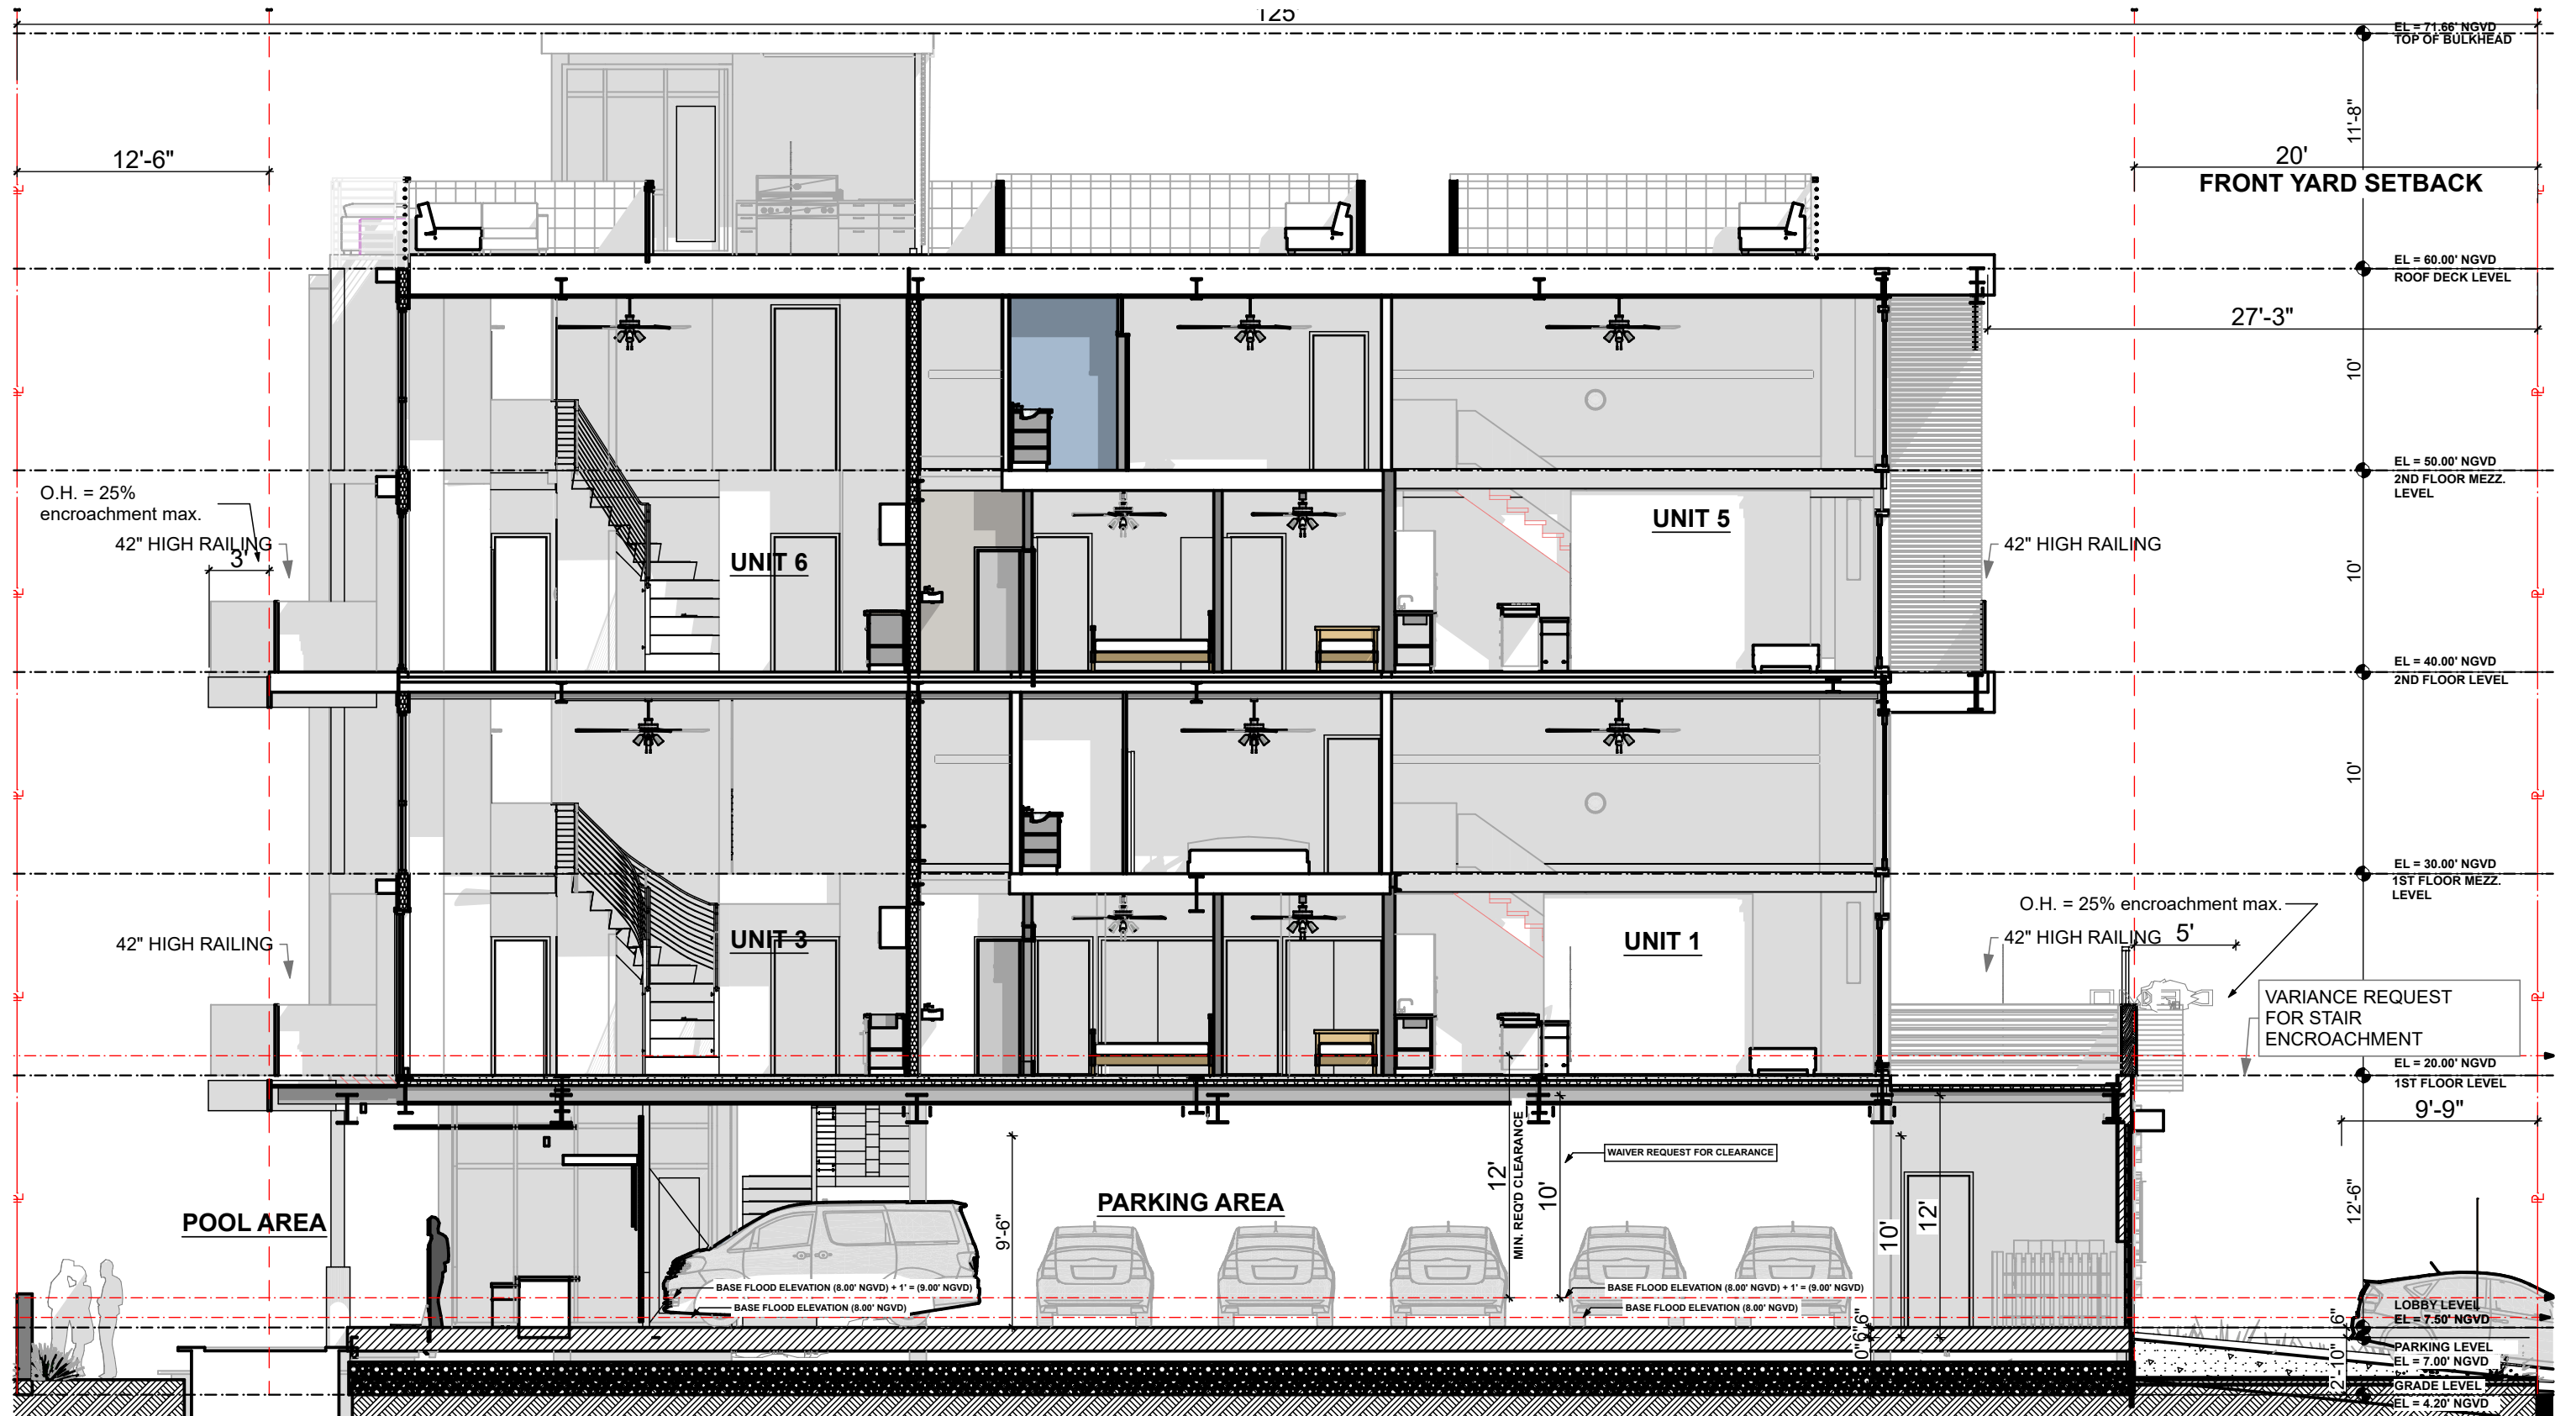 125'
EL = 71.66' NGVD
TOP OF BULKHEAD
11'-8"
12'-6"
20'
FRONT YARD SETBACK
EL = 60.00' NGVD
ROOF DECK LEVEL
27'-3"
10'
EL = 50.00' NGVD
2ND FLOOR MEZZ.
LEVEL
O.H. = 25%
encroachment max.
42" HIGH RAILING
3'
UNIT 6
UNIT 5
42" HIGH RAILING
10'
EL = 40.00' NGVD
2ND FLOOR LEVEL
10'
EL = 30.00' NGVD
1ST FLOOR MEZZ.
LEVEL
O.H. = 25% encroachment max.
42" HIGH RAILING
UNIT 3
UNIT 1
42" HIGH RAILING
5'
VARIANCE REQUEST
FOR STAIR
ENCROACHMENT
EL = 20.00' NGVD
1ST FLOOR LEVEL
9'-9"
WAIVER REQUEST FOR CLEARANCE
12'
MIN. REQ'D CLEARANCE
10'
POOL AREA
PARKING AREA
9'-6"
10'
12'
12'-6"
BASE FLOOD ELEVATION (8.00' NGVD) + 1' = (9.00' NGVD)
BASE FLOOD ELEVATION (8.00' NGVD)
BASE FLOOD ELEVATION (8.00' NGVD) + 1' = (9.00' NGVD)
BASE FLOOD ELEVATION (8.00' NGVD)
LOBBY LEVEL
EL = 7.50' NGVD
6"
PARKING LEVEL
EL = 7.00' NGVD
2'-10"
GRADE LEVEL
EL = 4.20' NGVD